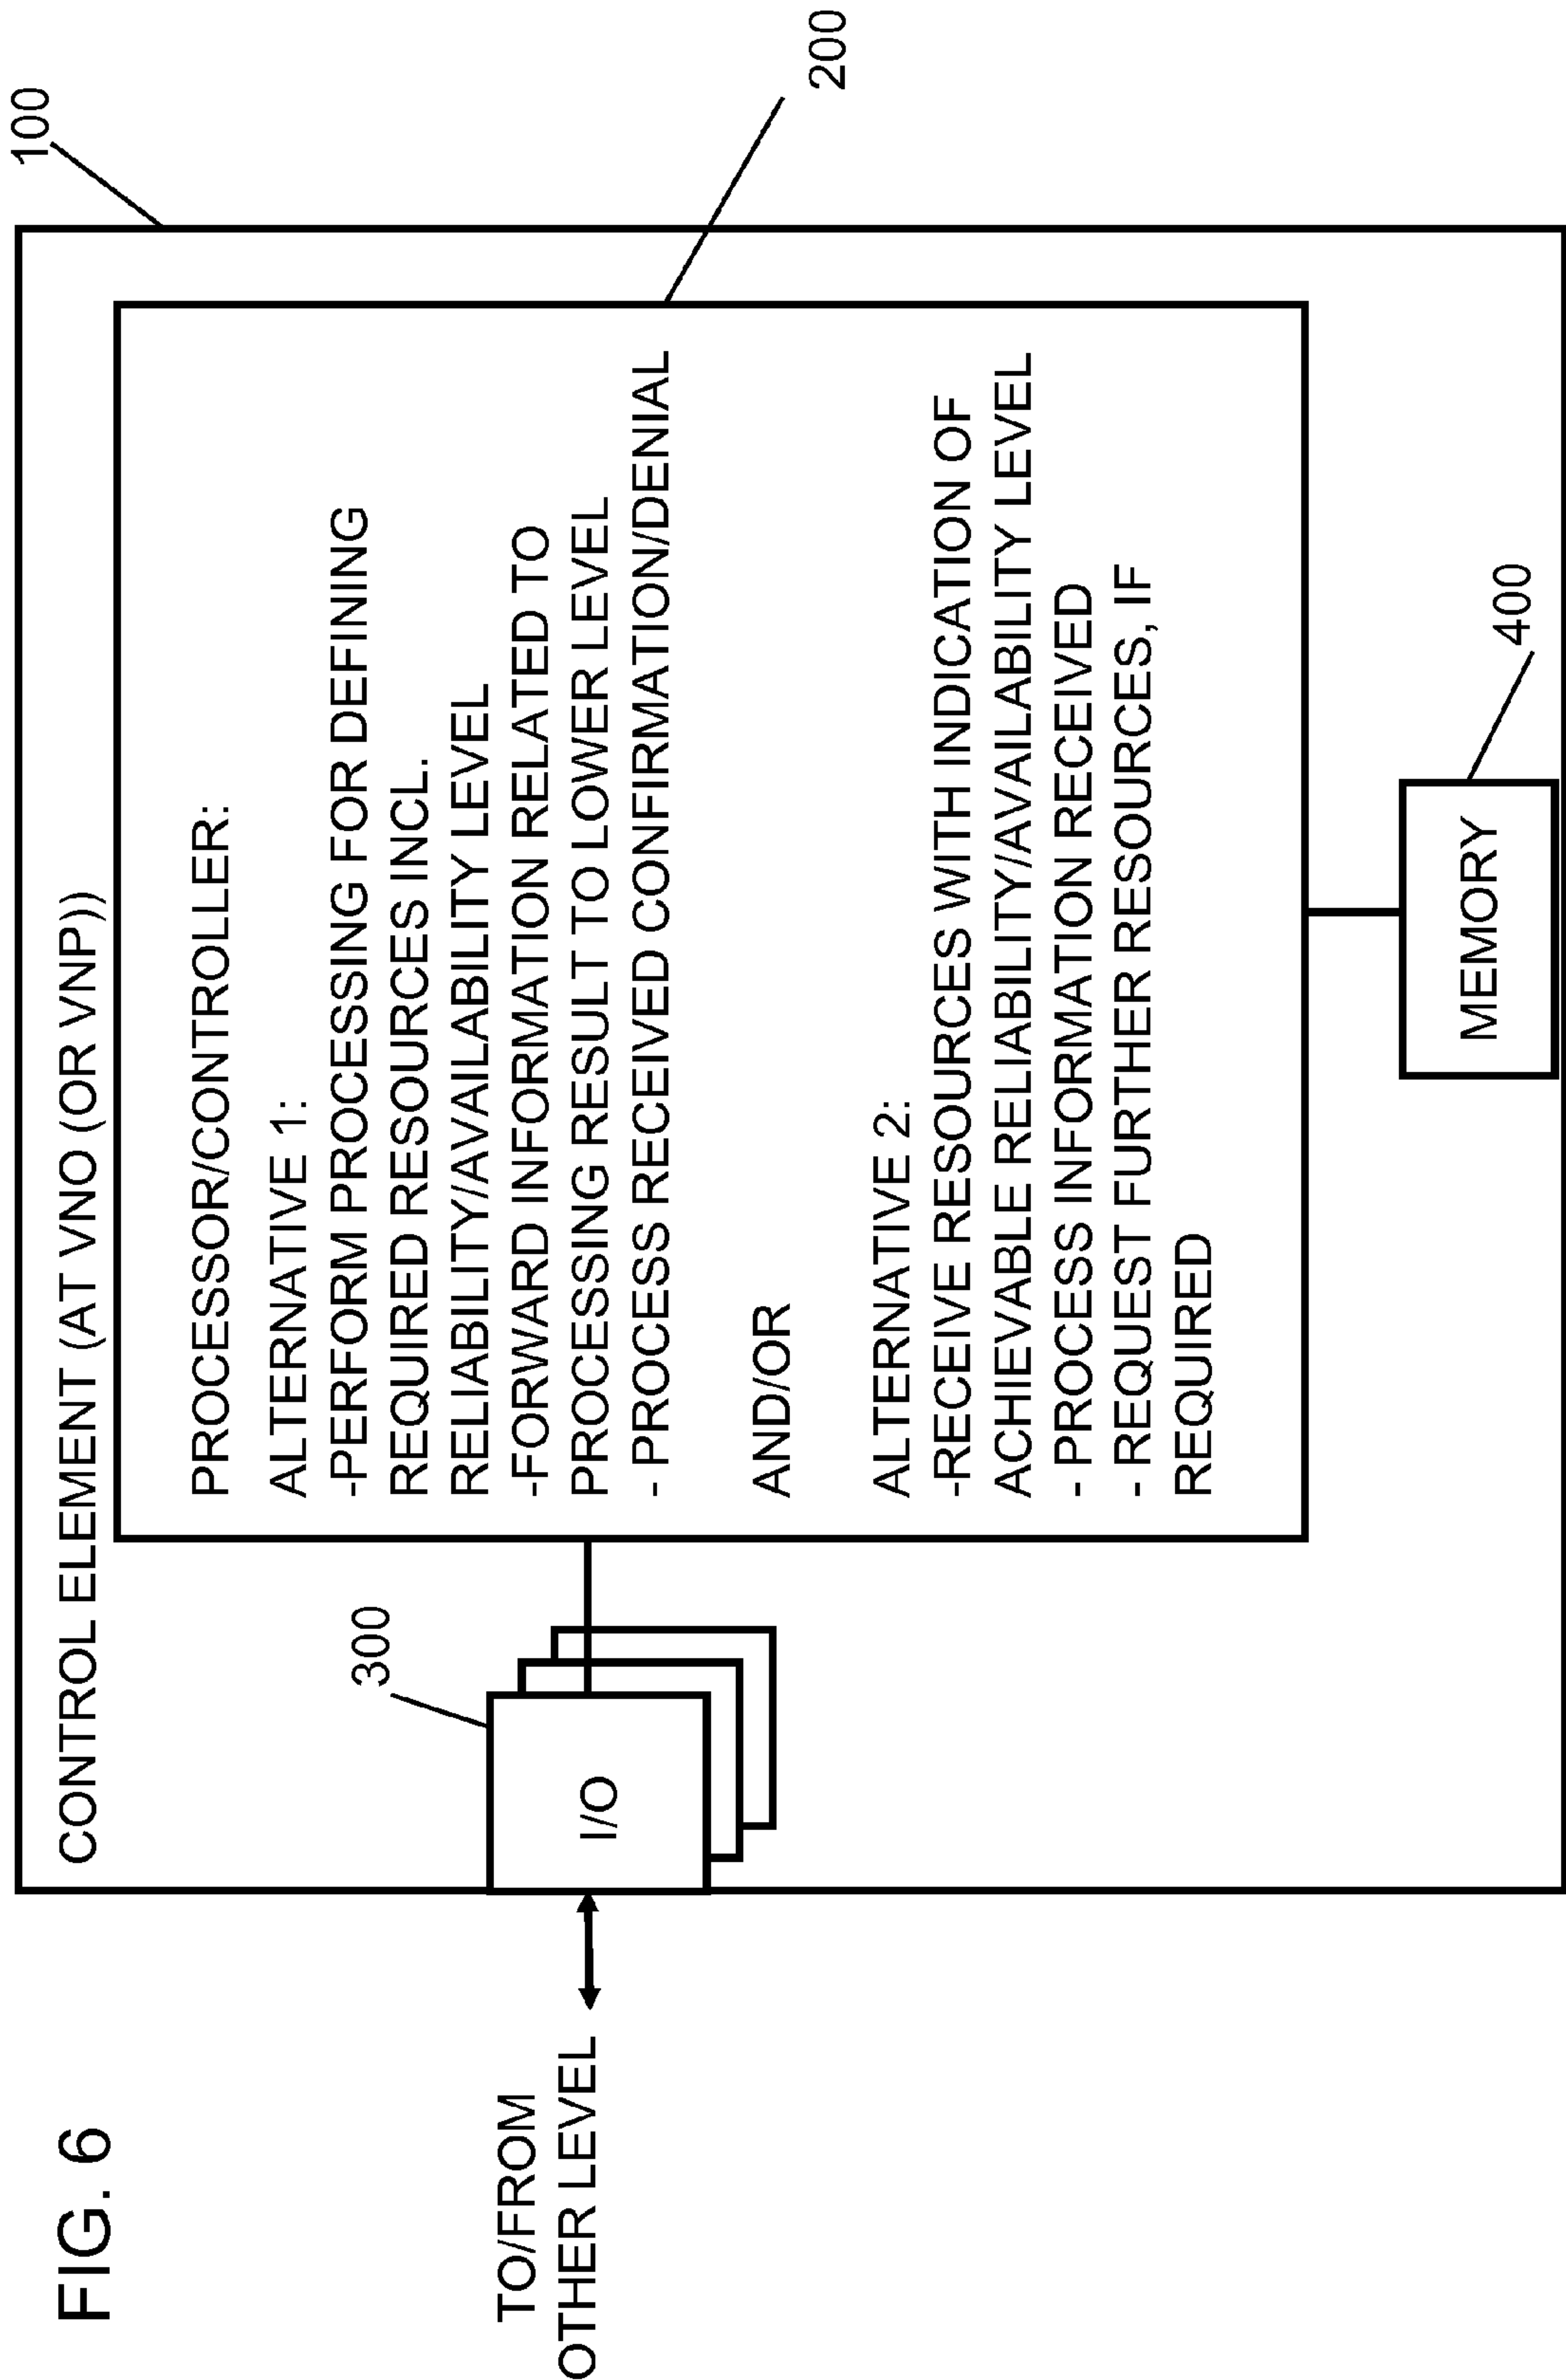 FIG. 6
100
CONTROL ELEMENT (AT VNO (OR VNP))
200
PROCESSOR/CONTROLLER:
ALTERNATIVE 1:
-PERFORM PROCESSING FOR DEFINING
REQUIRED RESOURCES INCL.
RELIABILITY/AVAILABILITY LEVEL
-FORWARD INFORMATION RELATED TO
PROCESSING RESULT TO LOWER LEVEL
- PROCESS RECEIVED CONFIRMATION/DENIAL
AND/OR
ALTERNATIVE 2:
-RECEIVE RESOURCES WITH INDICATION OF
ACHIEVABLE RELIABILITY/AVAILABILITY LEVEL
- PROCESS INFORMATION RECEIVED
- REQUEST FURTHER RESOURCES, IF
REQUIRED
300
I/O
TO/FROM
OTHER LEVEL
400
MEMORY